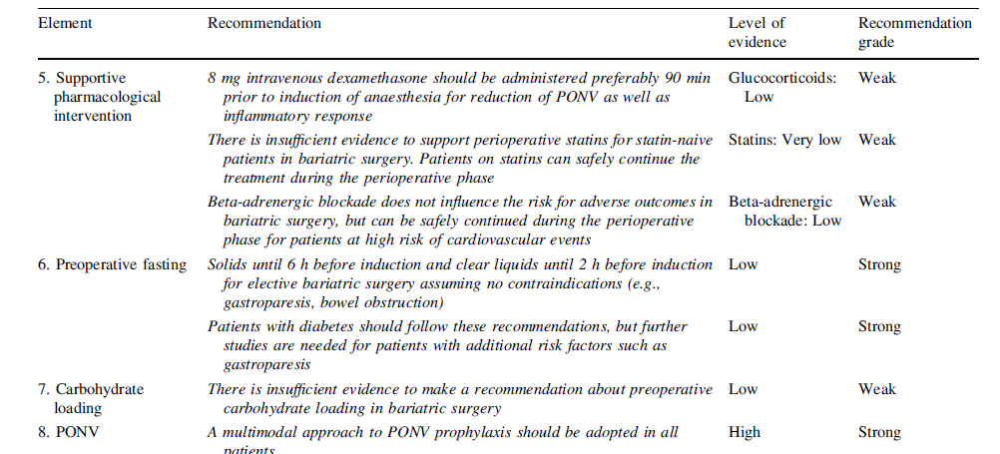 Element Recommendation Level of evidence Recommendation grade
5. Supportive pharmacological intervention
8 mg intravenous dexamethasone should be administered preferably 90 min
prior to induction of anaesthesia for reduction of PONV as well as
inflammatory response
Glucocorticoids:
Low
Weak
There is insufficient evidence to support perioperative statins for statin-naive
patients in bariatric surgery. Patients on statins can safely continue the
treatment during the perioperative phase
Statins: Very low
Weak
Beta-adrenergic blockade does not influence the risk for adverse outcomes in
bariatric surgery, but can be safely continued during the perioperative
phase for patients at high risk of cardiovascular events
Beta-adrenergic
blockade: Low
Weak
6. Preoperative fasting
Solids until 6 h before induction and clear liquids until 2 h before induction
for elective bariatric surgery assuming no contraindications (e.g.,
gastroparesis, bowel obstruction)
Low
Strong
Patients with diabetes should follow these recommendations, but further
studies are needed for patients with additional risk factors such as
gastroparesis
Low
Strong
7. Carbohydrate
loading
There is insufficient evidence to make a recommendation about preoperative
carbohydrate loading in bariatric surgery
Low
Weak
8. PONV
A multimodal approach to PONV prophylaxis should be adopted in all
patients
High
Strong